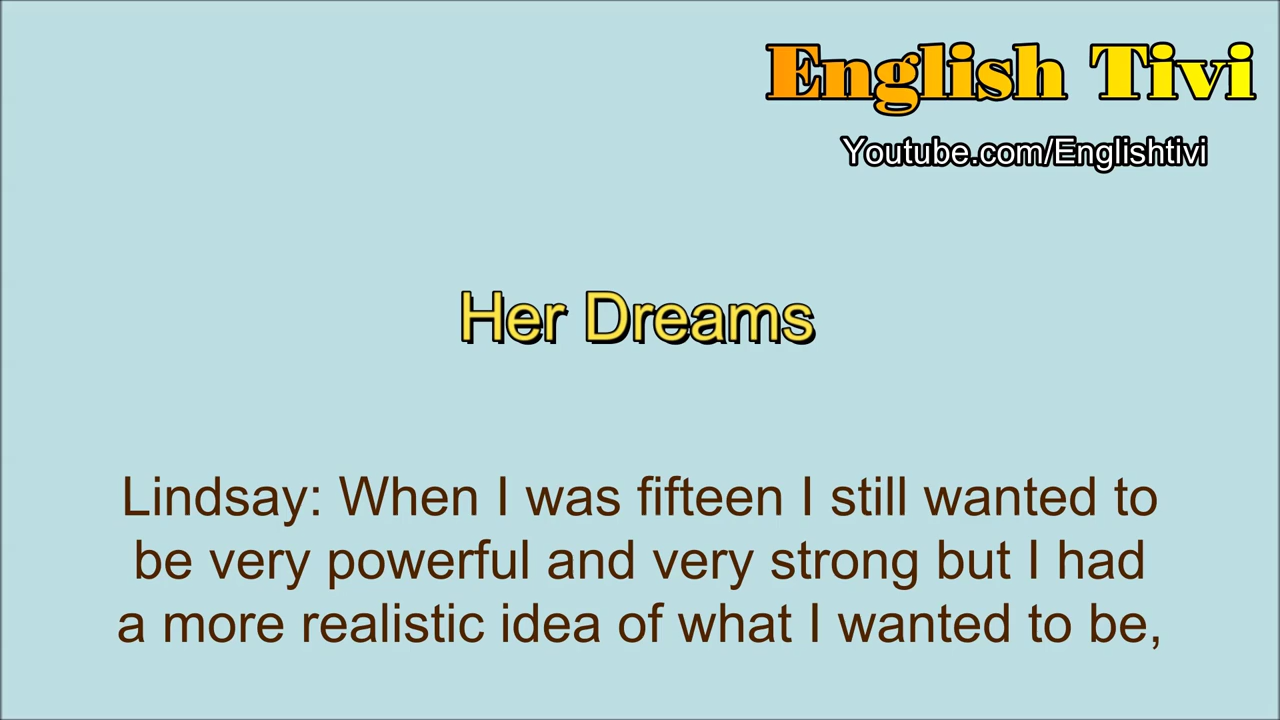 English Tivi
Youtube.com/Englishtivi
Her Dreams
Lindsay: When I was fifteen I still wanted to
be very powerful and very strong but I had
a more realistic idea of what I wanted to be,